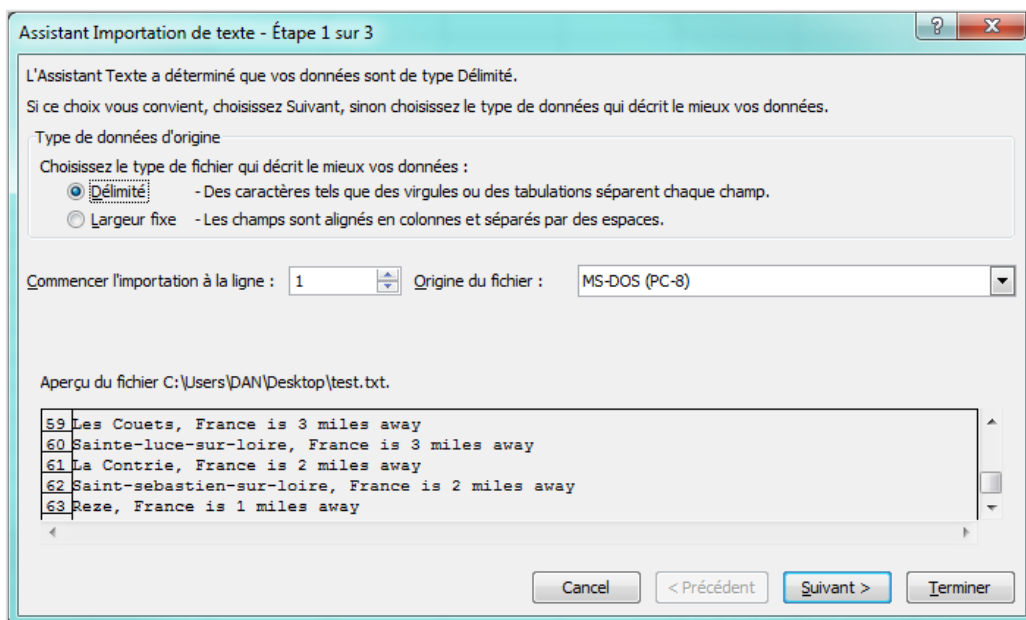 Assistant Importation de texte - Étape 1 sur 3
L'Assistant Texte a déterminé que vos données sont de type Délimité.
Si ce choix vous convient, choisissez Suivant, sinon choisissez le type de données qui décrit le mieux vos données.
Type de données d'origine
Choisissez le type de fichier qui décrit le mieux vos données :
Délimité - Des caractères tels que des virgules ou des tabulations séparent chaque champ.
Largeur fixe - Les champs sont alignés en colonnes et séparés par des espaces.
Commencer l'importation à la ligne : 1 Origine du fichier : MS-DOS (PC-8)
Aperçu du fichier C:\Users\DAN\Desktop\test.txt.
59 Les Couets, France is 3 miles away
60 Sainte-luce-sur-loire, France is 3 miles away
61 La Contrie, France is 2 miles away
62 Saint-sebastien-sur-loire, France is 2 miles away
63 Reze, France is 1 miles away
Cancel < Précédent Suivant > Terminer